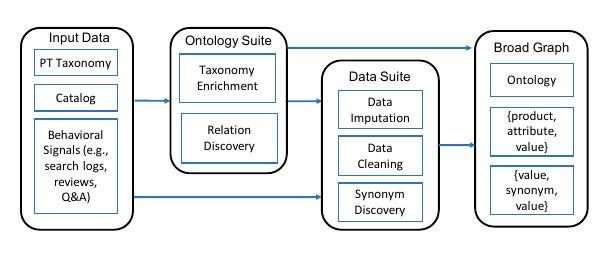 Input Data
PT Taxonomy
Catalog
Behavioral
Signals (e.g.,
search logs,
reviews,
Q&A)
Ontology Suite
Taxonomy
Enrichment
Relation
Discovery
Data Suite
Data
Imputation
Data
Cleaning
Synonym
Discovery
Broad Graph
Ontology
{product,
attribute,
value}
{value,
synonym,
value}